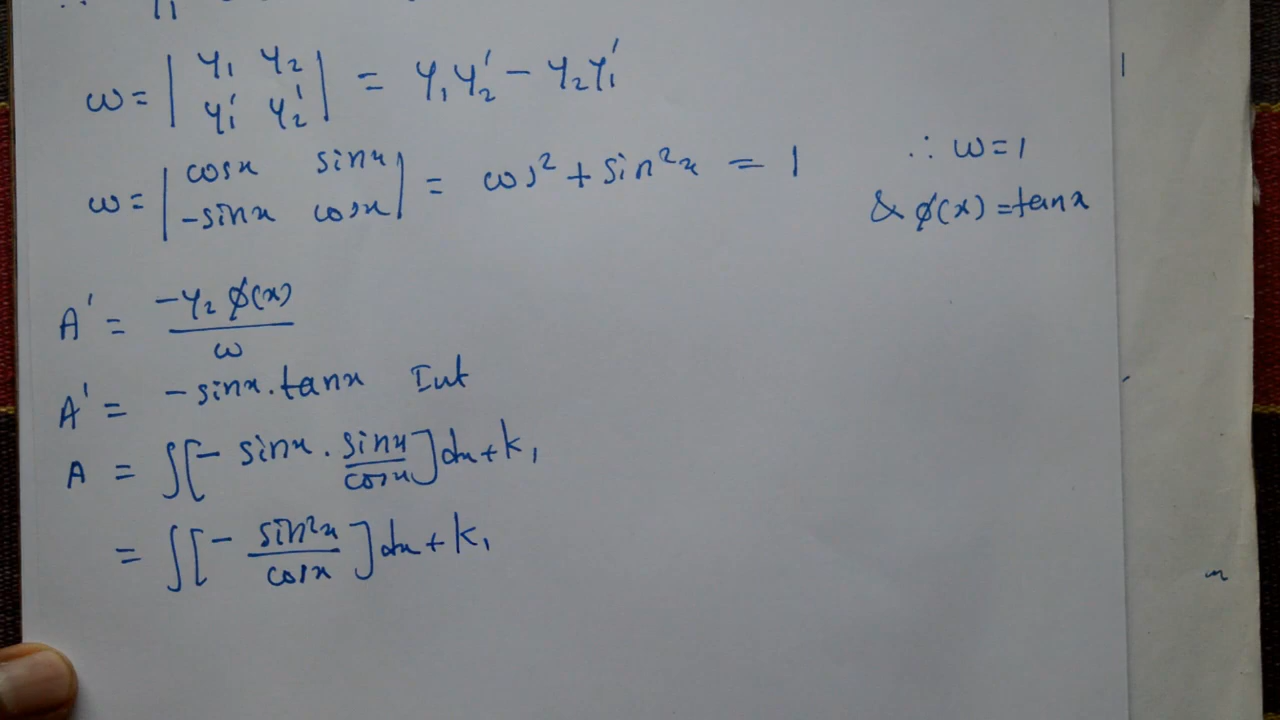 W = | y₁ y₂ ; y₁' y₂' | = y₁y₂' - y₂y₁'
W = | cosx sinx ; -sinx cosx | = cos² + sin²x = 1 ∴ W=1
& φ(x) = tanx
A' = -y₂ φ(x) / W
A' = -sinx.tanx Int
A = ∫[- sinx . sinx/cosx]dx + k₁
= ∫[- sin²x/cosx]dx + k₁